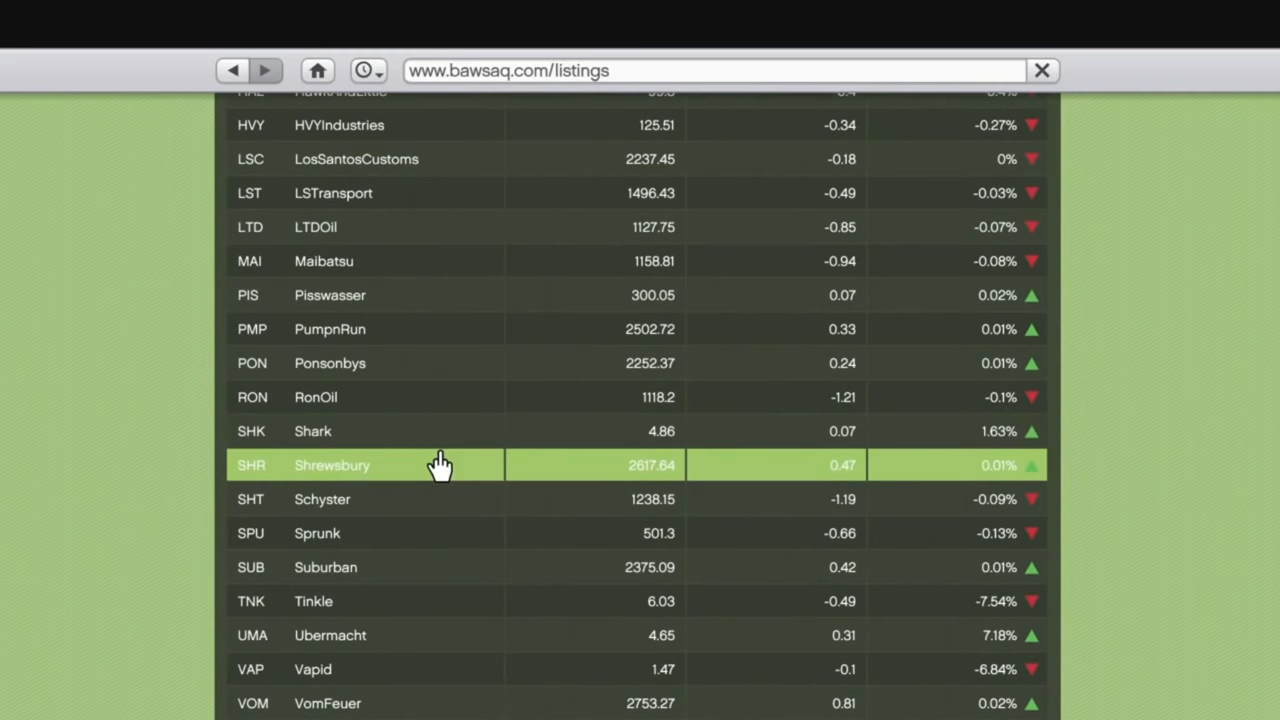 www.bawsaq.com/listings
HVY HVYIndustries 125.51 -0.34 -0.27%
LSC LosSantosCustoms 2237.45 -0.18 0%
LST LSTransport 1496.43 -0.49 -0.03%
LTD LTDOil 1127.75 -0.85 -0.07%
MAI Maibatsu 1158.81 -0.94 -0.08%
PIS Pisswasser 300.05 0.07 0.02%
PMP PumpnRun 2502.72 0.33 0.01%
PON Ponsonbys 2252.37 0.24 0.01%
RON RonOil 1118.2 -1.21 -0.1%
SHK Shark 4.86 0.07 1.63%
SHR Shrewsbury 2617.64 0.47 0.01%
SHT Schyster 1238.15 -1.19 -0.09%
SPU Sprunk 501.3 -0.66 -0.13%
SUB Suburban 2375.09 0.42 0.01%
TNK Tinkle 6.03 -0.49 -7.54%
UMA Ubermacht 4.65 0.31 7.18%
VAP Vapid 1.47 -0.1 -6.84%
VOM VomFeuer 2753.27 0.81 0.02%